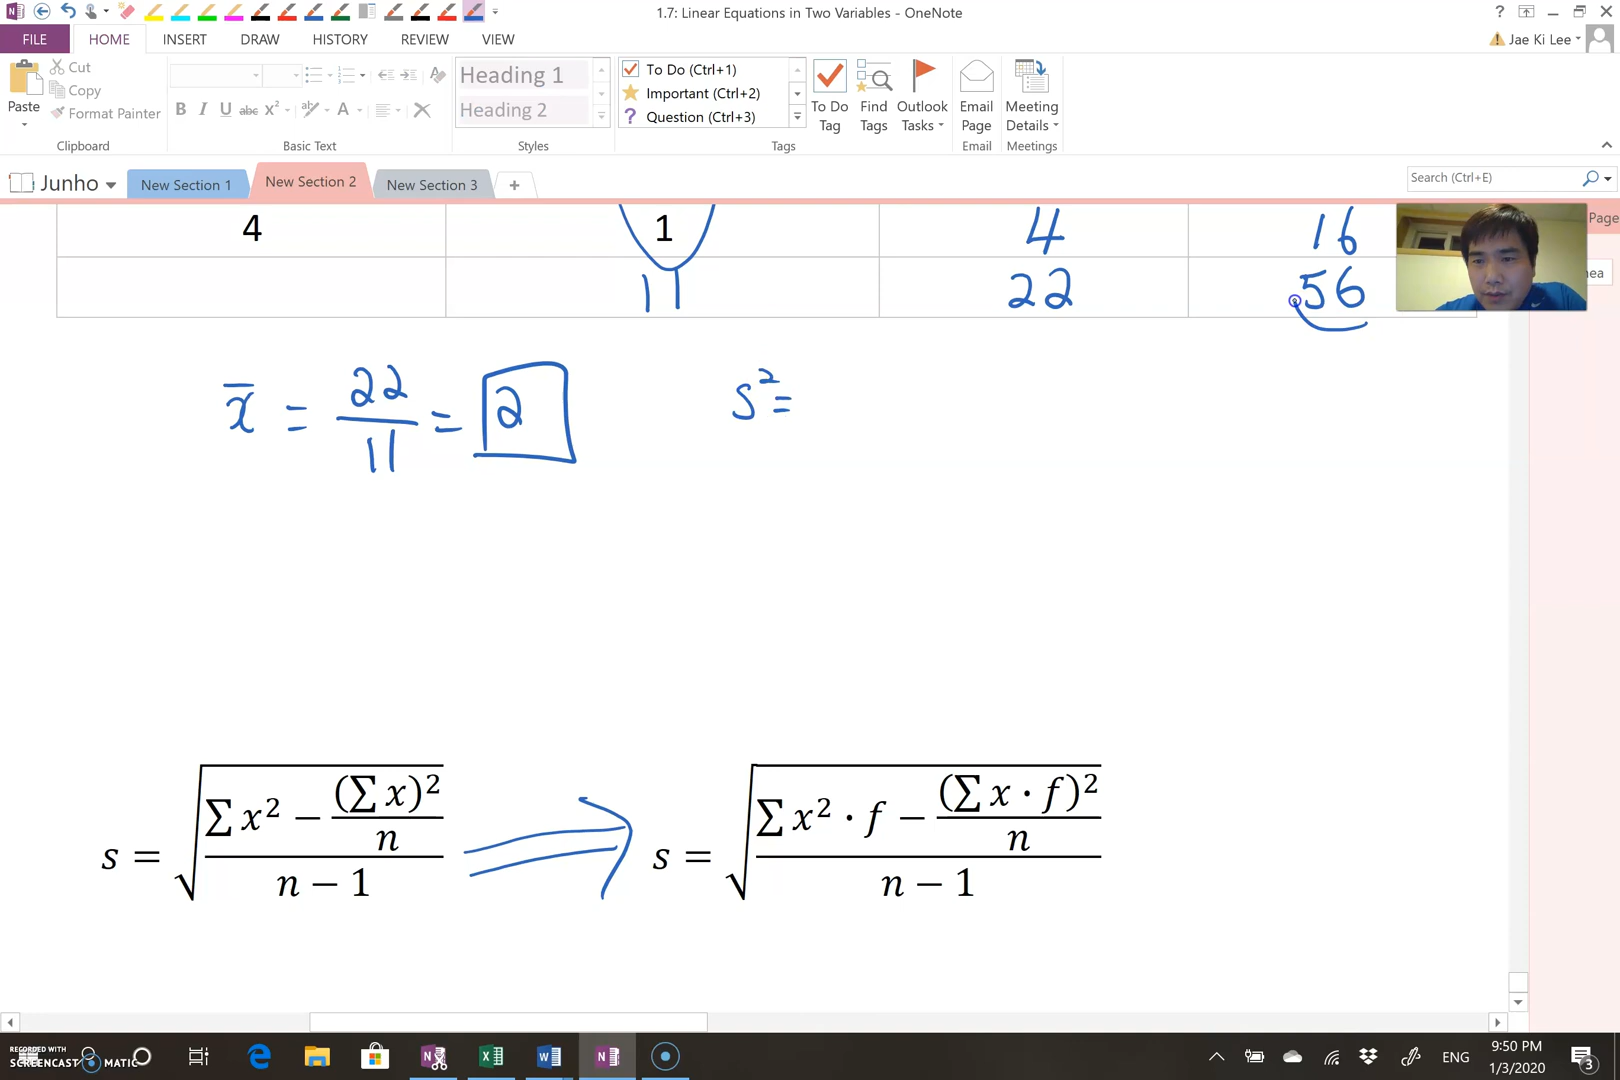 1.7: Linear Equations in Two Variables - OneNote
FILE HOME INSERT DRAW HISTORY REVIEW VIEW
Jae Ki Lee
Paste
Cut
Copy
Format Painter
Clipboard
B I U abc x² A
Basic Text
Heading 1
Heading 2
Styles
To Do (Ctrl+1)
Important (Ctrl+2)
Question (Ctrl+3)
To Do Tag
Find Tags
Outlook Tasks
Tags
Email Page
Email
Meeting Details
Meetings
Junho New Section 1 New Section 2 New Section 3 +
Search (Ctrl+E)
Page
4 1 4 16
11 22 56
x̄ = 22/11 = 2 s² =
s = √((∑ x² − (∑ x)²/n)/(n − 1)) ⟹ s = √((∑ x² · f − (∑ x · f)²/n)/(n − 1))
RECORDED WITH
SCREENCAST MATIC
ENG
9:50 PM
1/3/2020
3